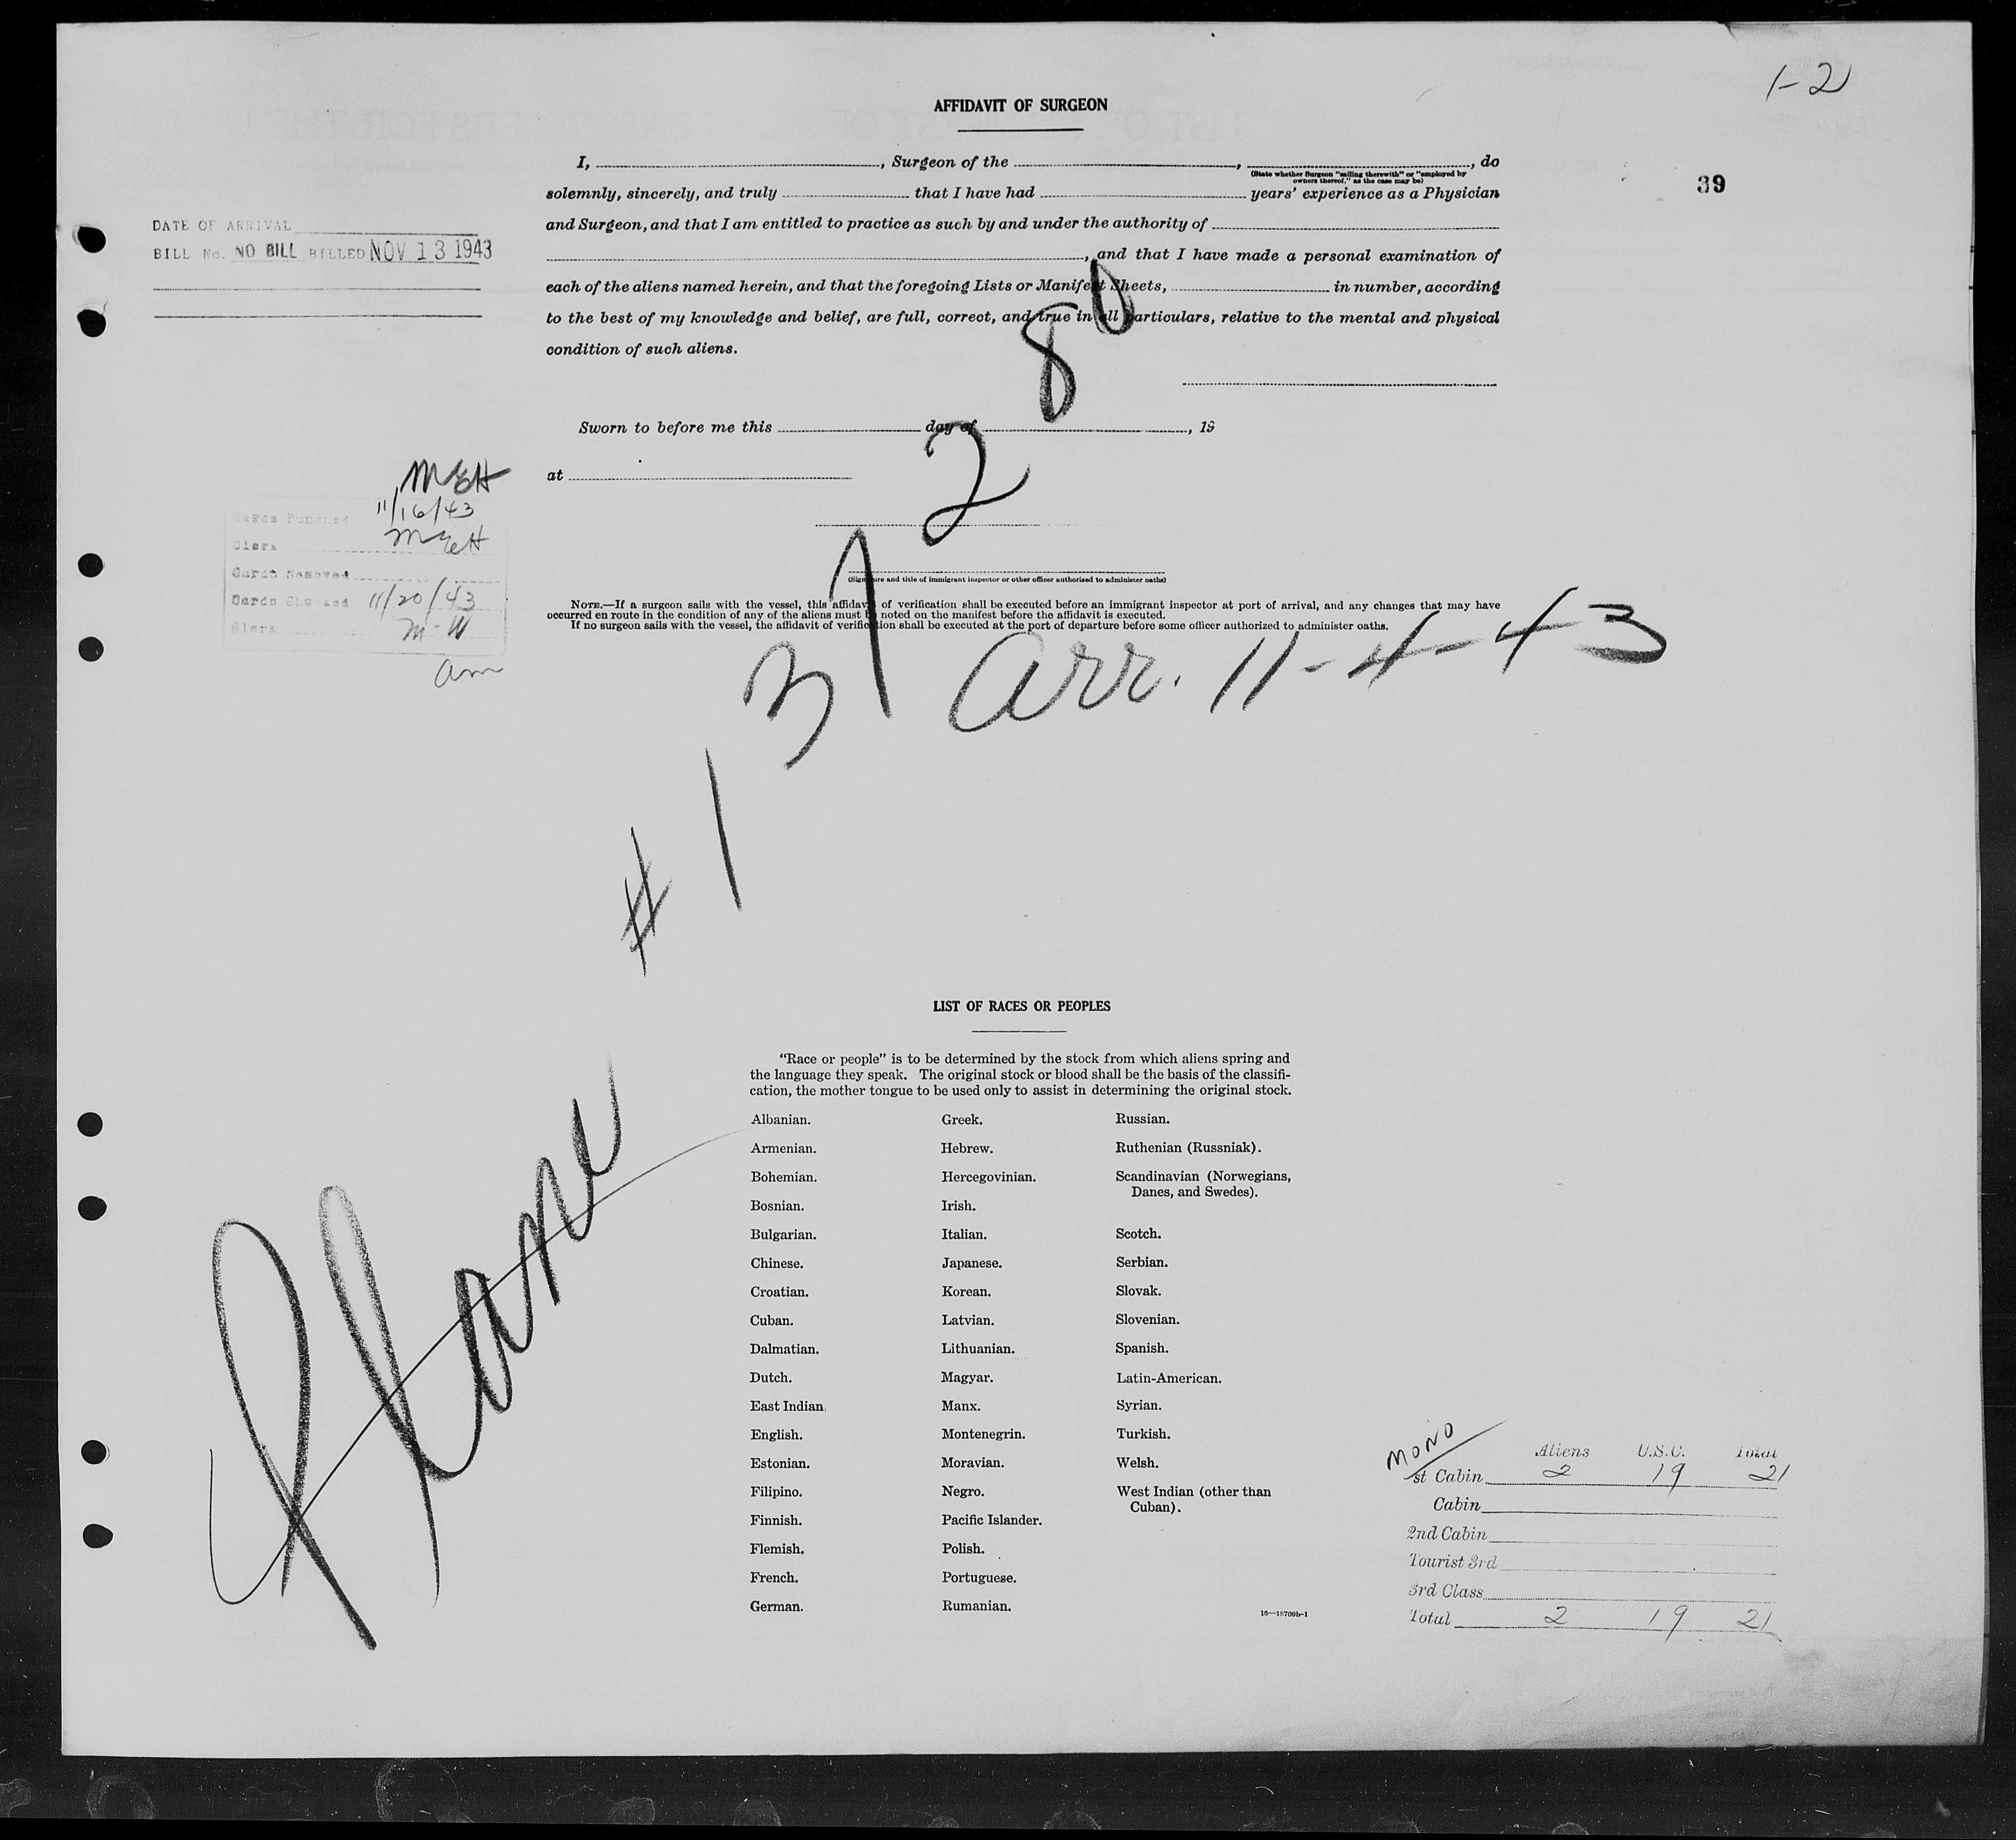 1-2
AFFIDAVIT OF SURGEON
39
I, , Surgeon of the , , do
(State whether Surgeon "sailing therewith" or "employed by
owners thereof," as the case may be)
solemnly, sincerely, and truly that I have had years' experience as a Physician
and Surgeon, and that I am entitled to practice as such by and under the authority of
, and that I have made a personal examination of
each of the aliens named herein, and that the foregoing Lists or Manifest Sheets, in number, according
to the best of my knowledge and belief, are full, correct, and true in all particulars, relative to the mental and physical
condition of such aliens.
DATE OF ARRIVAL
BILL No. NO BILL BILLED NOV 13 1943
Sworn to before me this day of , 19
at
(Signature and title of immigrant inspector or other officer authorized to administer oaths)
MEH
Cards Punched 11/16/43
Clerk MEH
Cards
Cards Checked 11/20/43
Clerk M-W
am
NOTE.—If a surgeon sails with the vessel, this affidavit of verification shall be executed before an immigrant inspector at port of arrival, and any changes that may have
occurred en route in the condition of any of the aliens must be noted on the manifest before the affidavit is executed.
If no surgeon sails with the vessel, the affidavit of verification shall be executed at the port of departure before some officer authorized to administer oaths.
Plane # 131280
arr. 11-4-43
LIST OF RACES OR PEOPLES
"Race or people" is to be determined by the stock from which aliens spring and
the language they speak. The original stock or blood shall be the basis of the classifi-
cation, the mother tongue to be used only to assist in determining the original stock.
Albanian.
Armenian.
Bohemian.
Bosnian.
Bulgarian.
Chinese.
Croatian.
Cuban.
Dalmatian.
Dutch.
East Indian
English.
Estonian.
Filipino.
Finnish.
Flemish.
French.
German.
Greek.
Hebrew.
Hercegovinian.
Irish.
Italian.
Japanese.
Korean.
Latvian.
Lithuanian.
Magyar.
Manx.
Montenegrin.
Moravian.
Negro.
Pacific Islander.
Polish.
Portuguese.
Rumanian.
Russian.
Ruthenian (Russniak).
Scandinavian (Norwegians,
Danes, and Swedes).
Scotch.
Serbian.
Slovak.
Slovenian.
Spanish.
Latin-American.
Syrian.
Turkish.
Welsh.
West Indian (other than
Cuban).
16—18709b-1
MONO
Aliens U.S.C. Total
st Cabin 2 19 21
Cabin
2nd Cabin
Tourist 3rd
3rd Class
Total 2 19 21